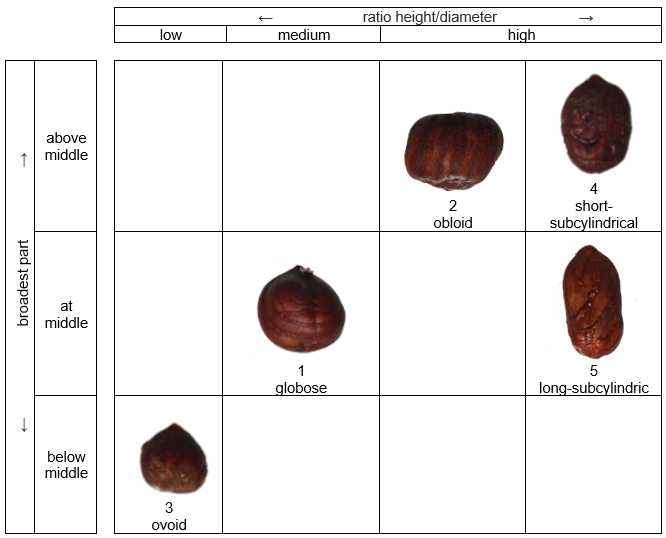 ← ratio height/diameter →
low medium high
broadest part
↑
↓
above
middle
2
obloid
4
short-
subcylindrical
at
middle
1
globose
5
long-subcylindric
below
middle
3
ovoid